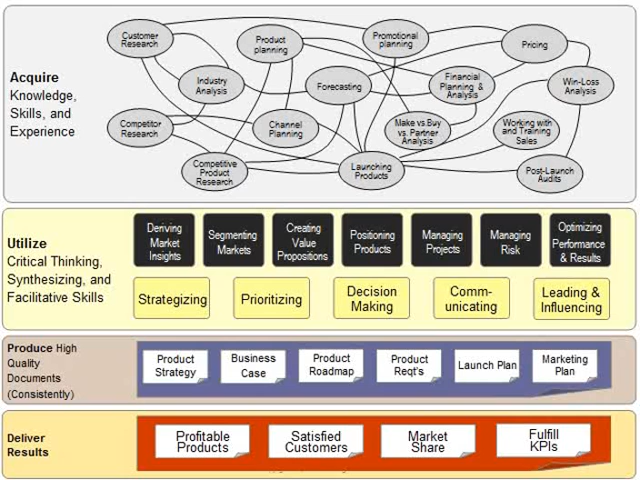 Acquire
Knowledge,
Skills, and
Experience
Customer
Research
Product
planning
Promotional
planning
Pricing
Industry
Analysis
Forecasting
Financial
Planning &
Analysis
Win-Loss
Analysis
Competitor
Research
Channel
Planning
Make vs.Buy
vs. Partner
Analysis
Working with
and Training
Sales
Competitive
Product
Research
Launching
Products
Post-Launch
Audits
Utilize
Critical Thinking,
Synthesizing, and
Facilitative Skills
Deriving
Market
Insights
Segmenting
Markets
Creating
Value
Propositions
Positioning
Products
Managing
Projects
Managing
Risk
Optimizing
Performance
& Results
Strategizing
Prioritizing
Decision
Making
Comm-
unicating
Leading &
Influencing
Produce High
Quality
Documents
(Consistently)
Product
Strategy
Business
Case
Product
Roadmap
Product
Reqt's
Launch Plan
Marketing
Plan
Deliver
Results
Profitable
Products
Satisfied
Customers
Market
Share
Fulfill
KPIs